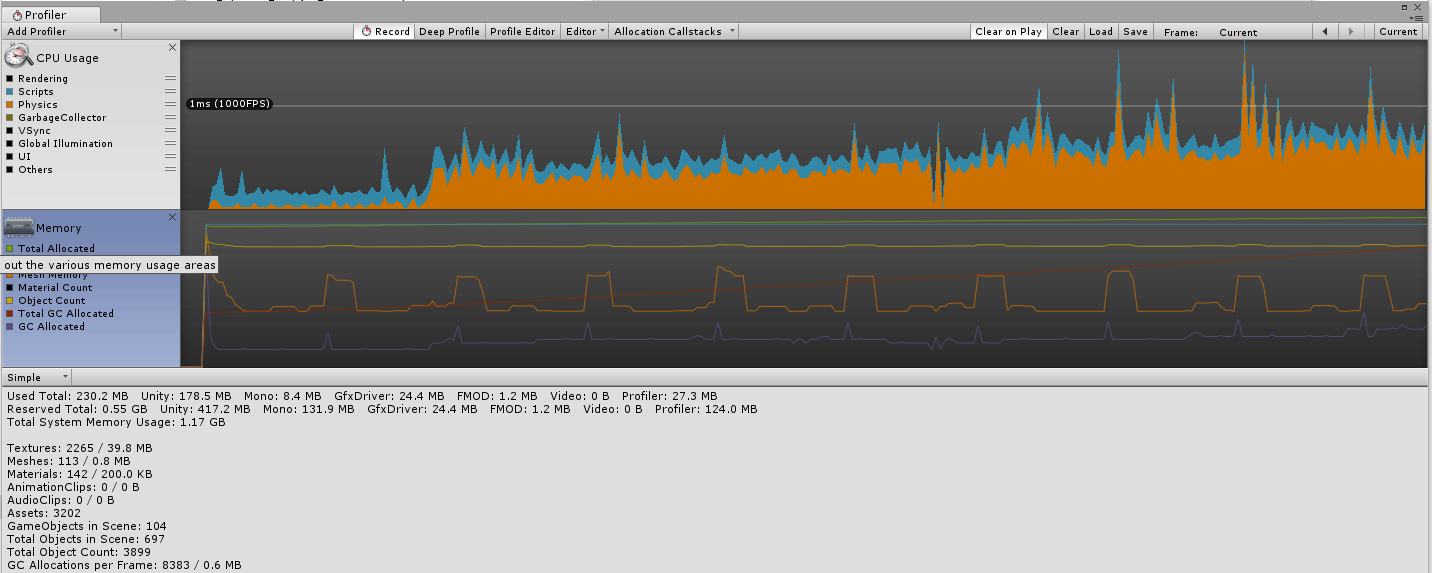 Profiler
Add Profiler Record Deep Profile Profile Editor Editor Allocation Callstacks Clear on Play Clear Load Save Frame: Current Current
CPU Usage
Rendering
Scripts
Physics
GarbageCollector
VSync
Global Illumination
UI
Others
1ms (1000FPS)
Memory
Total Allocated
out the various memory usage areas
Mesh Memory
Material Count
Object Count
Total GC Allocated
GC Allocated
Simple
Used Total: 230.2 MB Unity: 178.5 MB Mono: 8.4 MB GfxDriver: 24.4 MB FMOD: 1.2 MB Video: 0 B Profiler: 27.3 MB
Reserved Total: 0.55 GB Unity: 417.2 MB Mono: 131.9 MB GfxDriver: 24.4 MB FMOD: 1.2 MB Video: 0 B Profiler: 124.0 MB
Total System Memory Usage: 1.17 GB
Textures: 2265 / 39.8 MB
Meshes: 113 / 0.8 MB
Materials: 142 / 200.0 KB
AnimationClips: 0 / 0 B
AudioClips: 0 / 0 B
Assets: 3202
GameObjects in Scene: 104
Total Objects in Scene: 697
Total Object Count: 3899
GC Allocations per Frame: 8383 / 0.6 MB